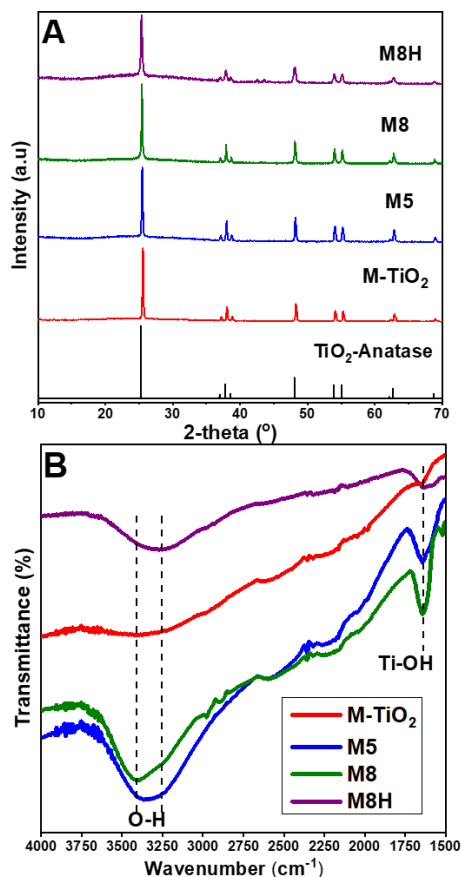 A
M8H
M8
M5
M-TiO₂
TiO₂-Anatase
Intensity (a.u)
10 20 30 40 50 60 70
2-theta (°)
B
Transmittance (%)
Ti-OH
M-TiO₂
M5
M8
M8H
O-H
4000 3750 3500 3250 3000 2750 2500 2250 2000 1750 1500
Wavenumber (cm⁻¹)